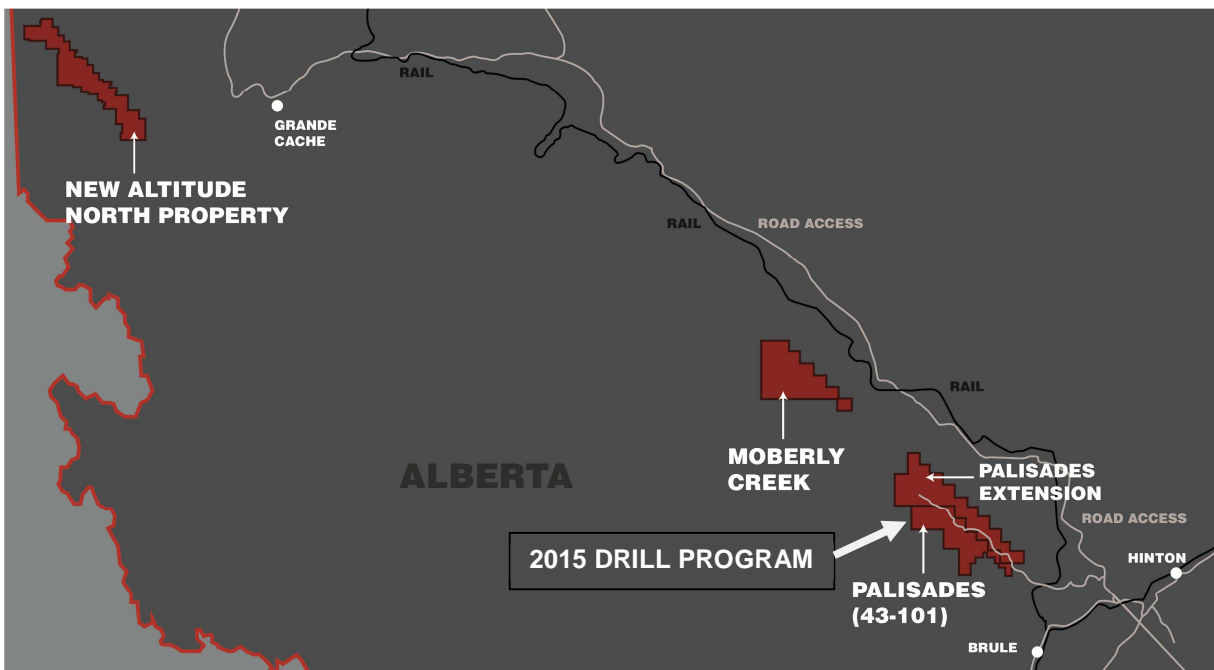 RAIL
GRANDE
CACHE
NEW ALTITUDE
NORTH PROPERTY
RAIL
ROAD ACCESS
RAIL
MOBERLY
CREEK
ALBERTA
PALISADES
EXTENSION
ROAD ACCESS
2015 DRILL PROGRAM
HINTON
PALISADES
(43-101)
BRULE